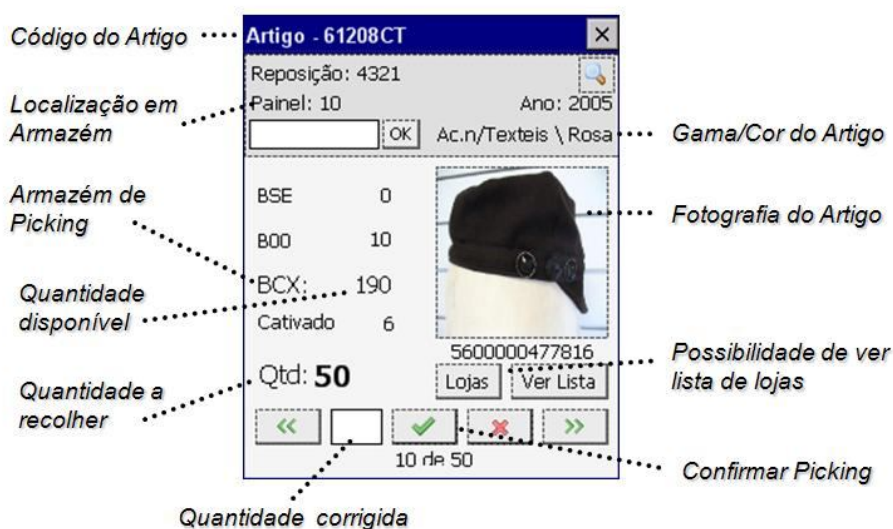 Código do Artigo
Artigo - 61208CT
Reposição: 4321
Localização em
Armazém
Painel: 10
Ano: 2005
OK
Ac.n/Texteis \ Rosa
Gama/Cor do Artigo
Armazém de
Picking
BSE 0
Fotografia do Artigo
B00 10
BCX: 190
Quantidade
disponível
Cativado 6
5600000477816
Possibilidade de ver
lista de lojas
Qtd: 50
Lojas
Ver Lista
Quantidade a
recolher
10 de 50
Confirmar Picking
Quantidade corrigida